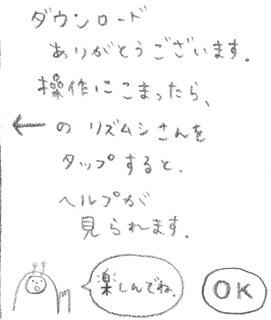 ダウンロード
ありがとうございます。
操作にこまったら、
← のリズムシさんを
タップすると、
ヘルプが
見られます。
楽しんでね。
OK